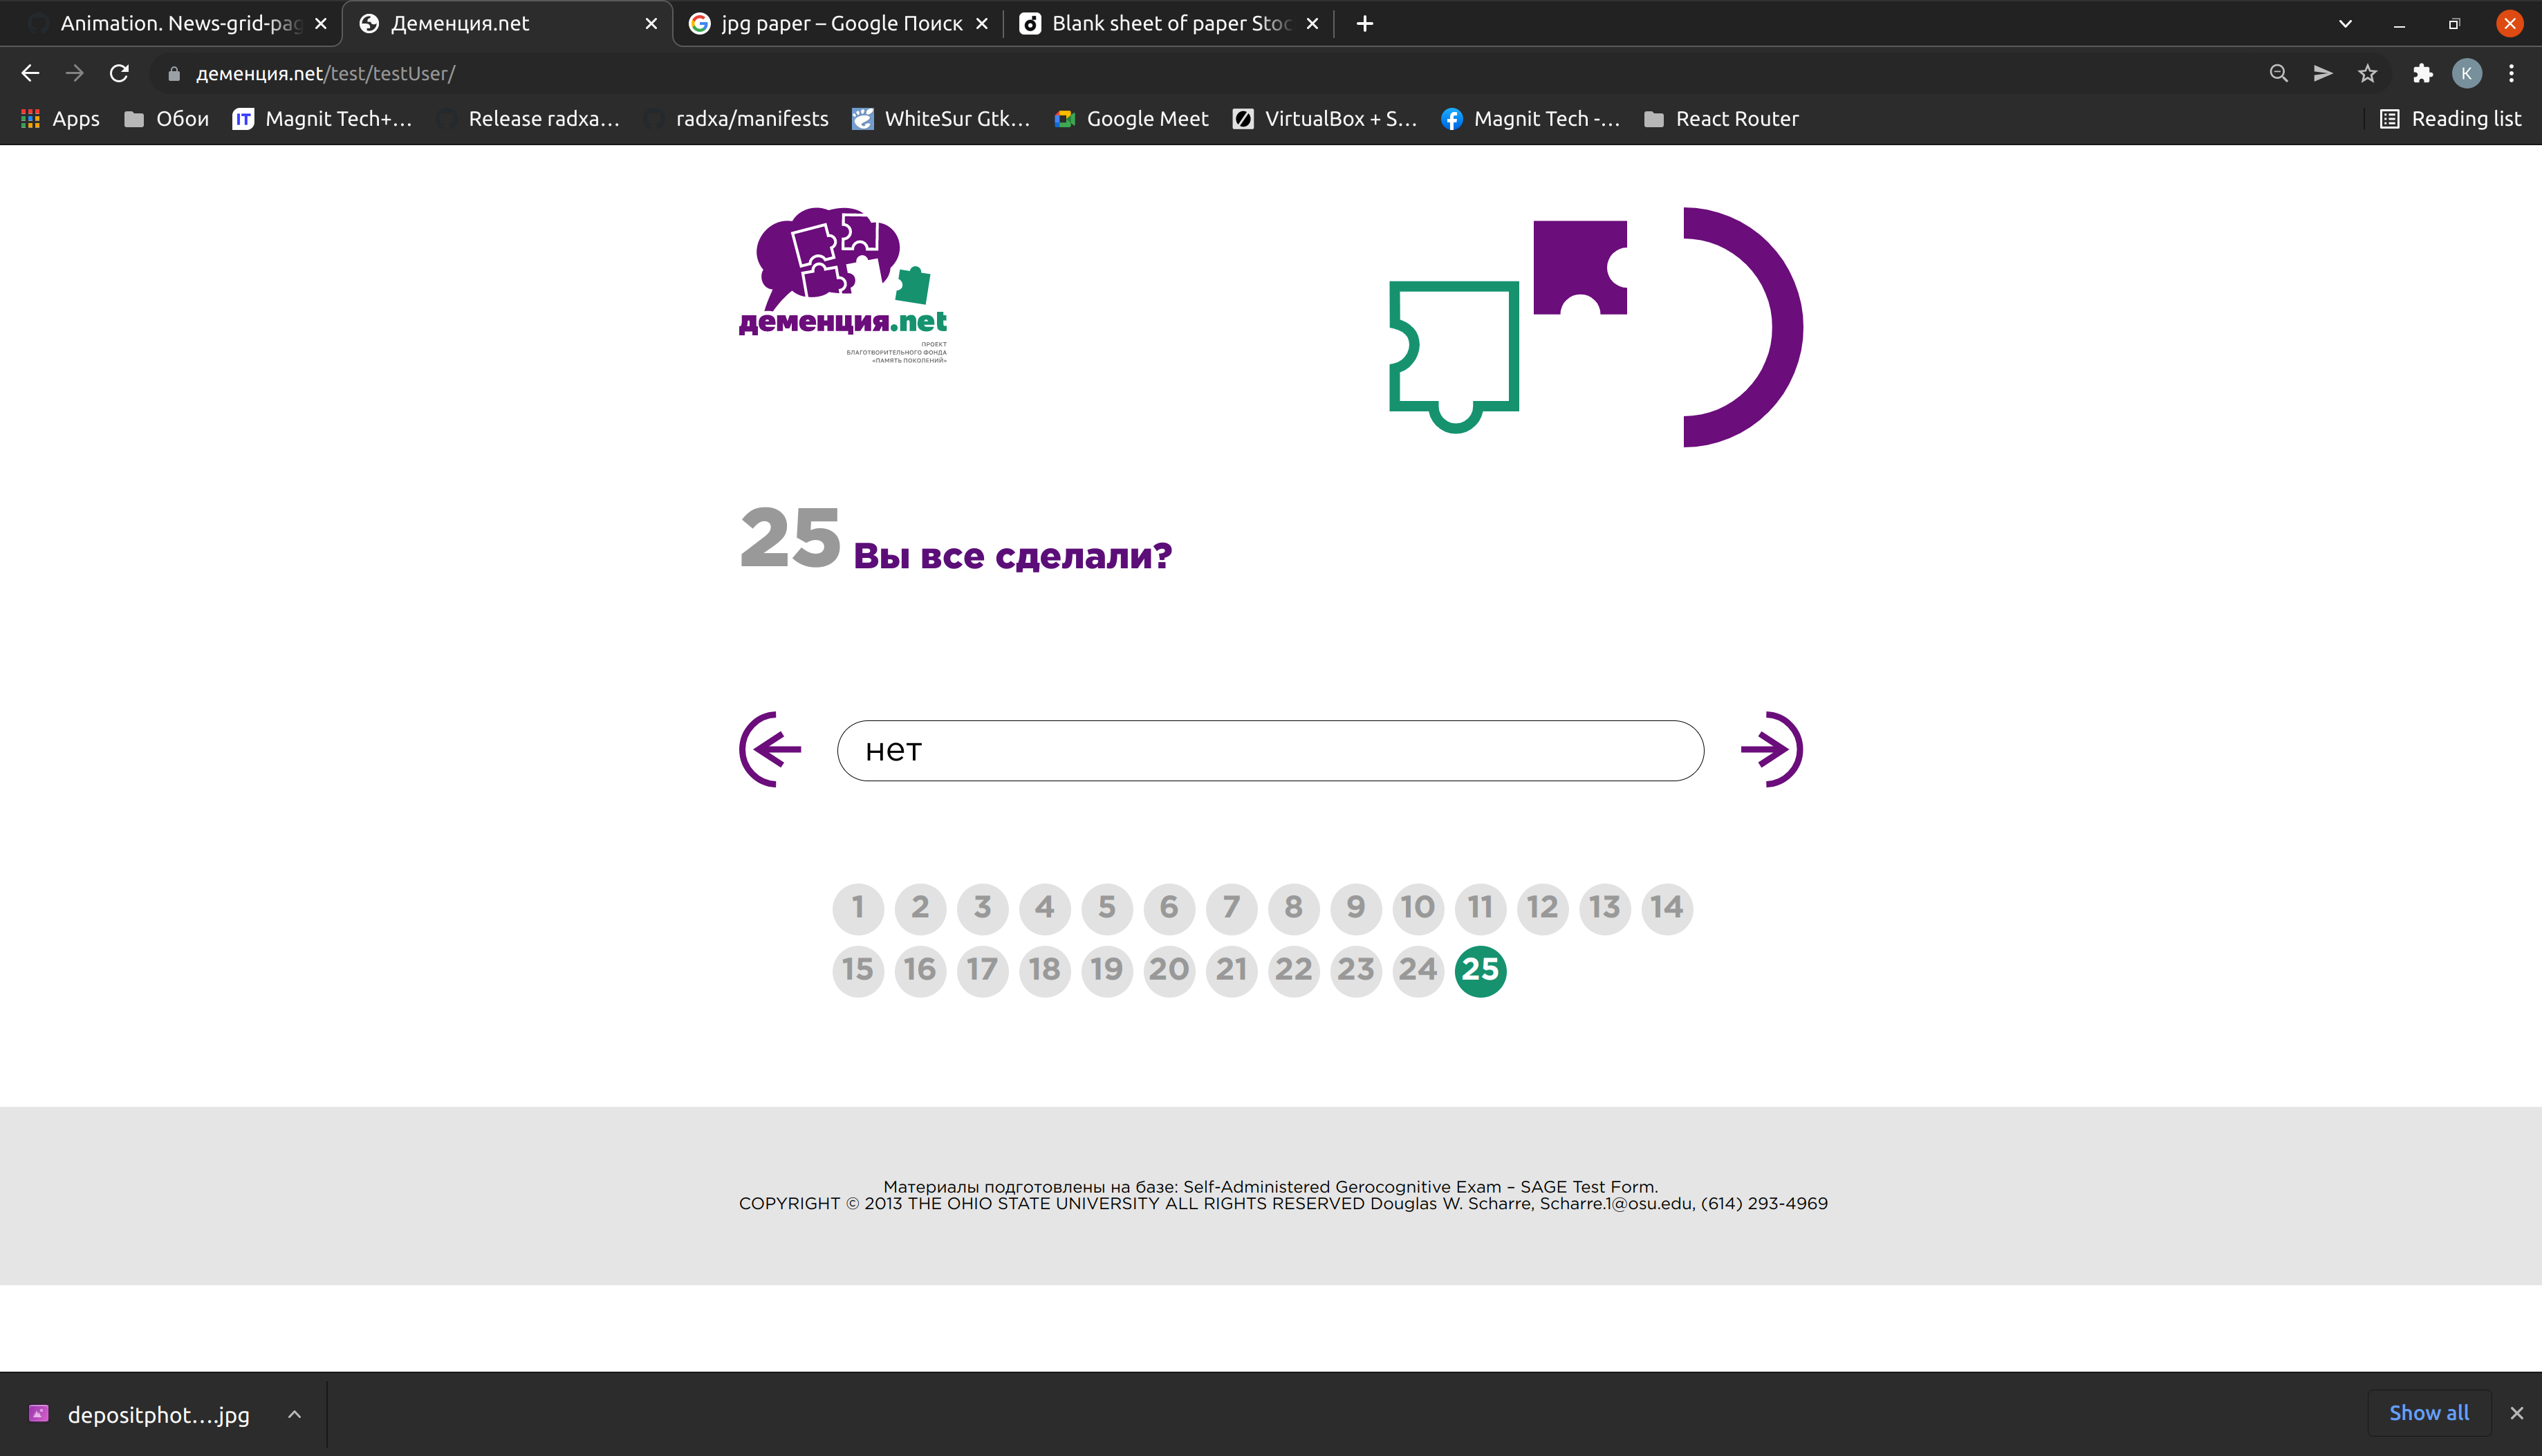 Animation. News-grid-pag
Деменция.net
jpg paper – Google Поиск
Blank sheet of paper Stoc
деменция.net/test/testUser/
K
Apps
Обои
Magnit Tech+...
Release radxa...
radxa/manifests
WhiteSur Gtk...
Google Meet
VirtualBox + S...
Magnit Tech -...
React Router
Reading list
деменция.net
ПРОЕКТ
БЛАГОТВОРИТЕЛЬНОГО ФОНДА
«ПАМЯТЬ ПОКОЛЕНИЙ»
25 Вы все сделали?
нет
1 2 3 4 5 6 7 8 9 10 11 12 13 14
15 16 17 18 19 20 21 22 23 24 25
Материалы подготовлены на базе: Self-Administered Gerocognitive Exam – SAGE Test Form.
COPYRIGHT © 2013 THE OHIO STATE UNIVERSITY ALL RIGHTS RESERVED Douglas W. Scharre, Scharre.1@osu.edu, (614) 293-4969
depositphot....jpg
Show all